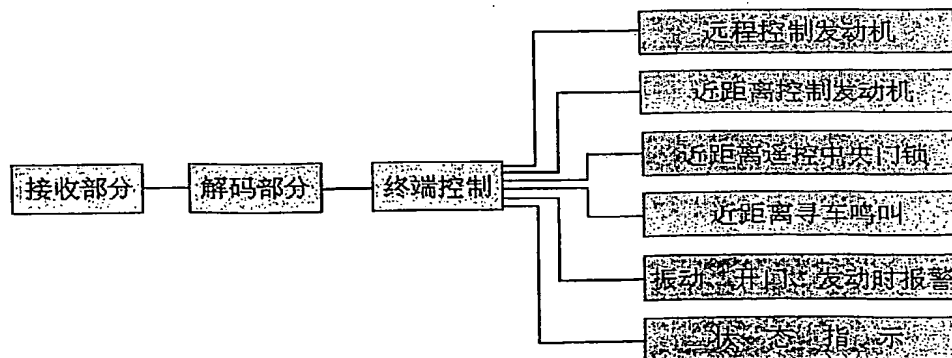 远程控制发动机
近距离控制发动机
近距离遥控中央门锁
接收部分
解码部分
终端控制
近距离寻车鸣叫
振动、开门、发动时报警
状态指示